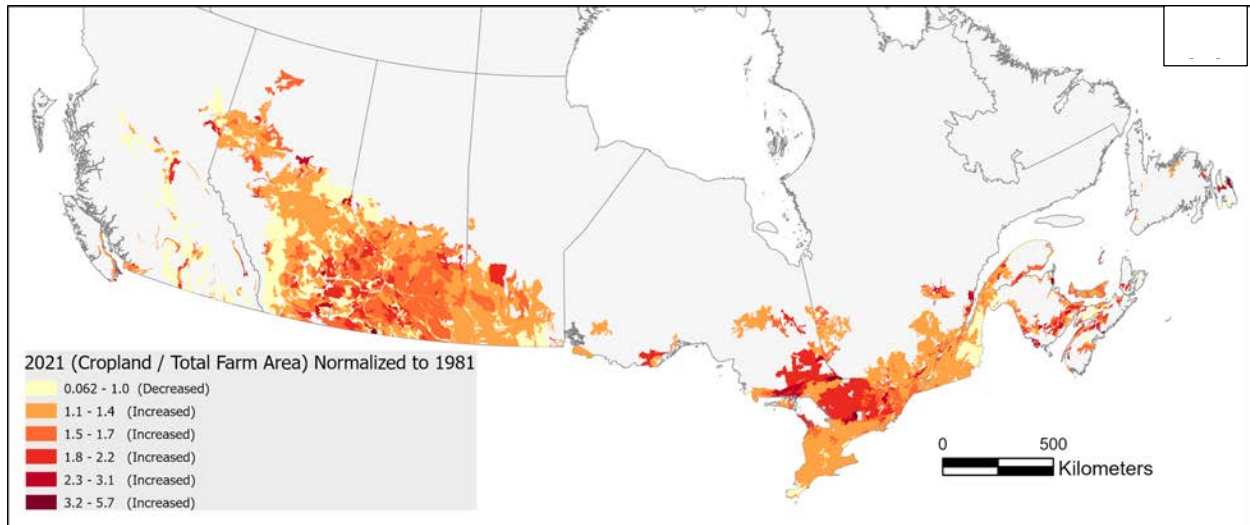 2021 (Cropland / Total Farm Area) Normalized to 1981
0.062 - 1.0 (Decreased)
1.1 - 1.4 (Increased)
1.5 - 1.7 (Increased)
1.8 - 2.2 (Increased)
2.3 - 3.1 (Increased)
3.2 - 5.7 (Increased)
0 500
Kilometers